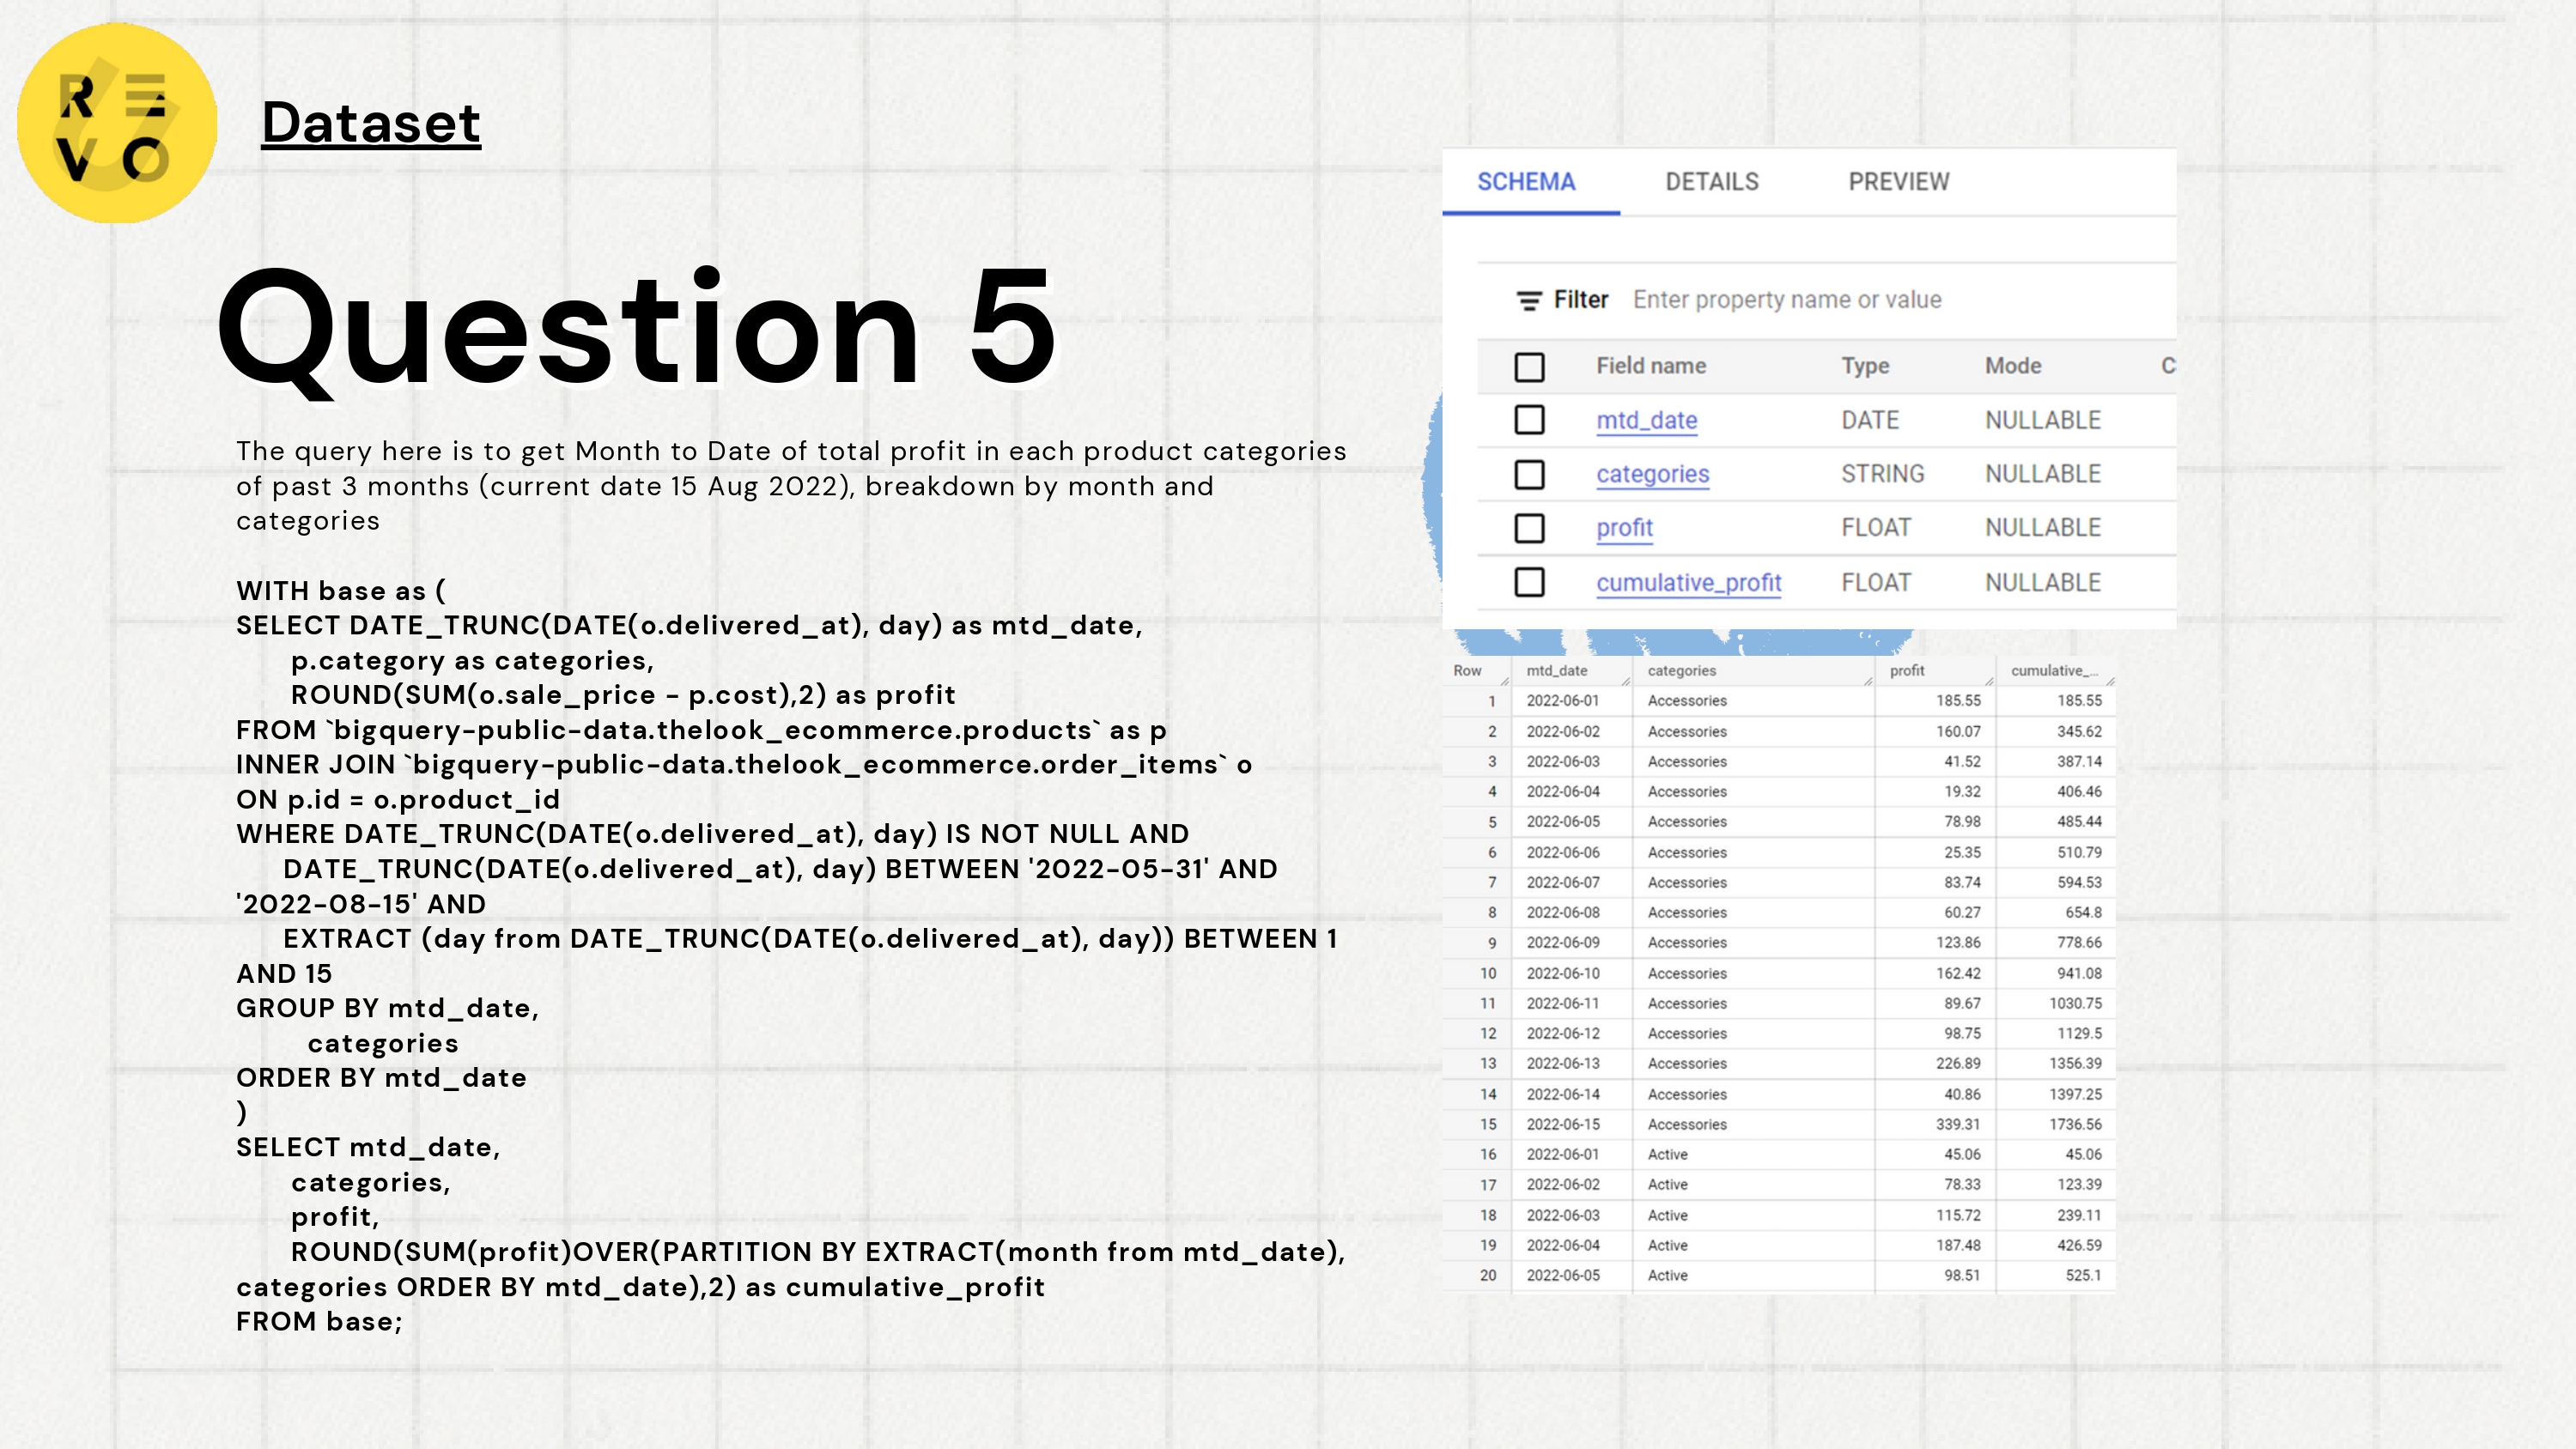 RE
VO
Dataset
Question 5
The query here is to get Month to Date of total profit in each product categories
of past 3 months (current date 15 Aug 2022), breakdown by month and
categories
WITH base as (
SELECT DATE_TRUNC(DATE(o.delivered_at), day) as mtd_date,
p.category as categories,
ROUND(SUM(o.sale_price - p.cost),2) as profit
FROM `bigquery-public-data.thelook_ecommerce.products` as p
INNER JOIN `bigquery-public-data.thelook_ecommerce.order_items` o
ON p.id = o.product_id
WHERE DATE_TRUNC(DATE(o.delivered_at), day) IS NOT NULL AND
DATE_TRUNC(DATE(o.delivered_at), day) BETWEEN '2022-05-31' AND
'2022-08-15' AND
EXTRACT (day from DATE_TRUNC(DATE(o.delivered_at), day)) BETWEEN 1
AND 15
GROUP BY mtd_date,
categories
ORDER BY mtd_date
)
SELECT mtd_date,
categories,
profit,
ROUND(SUM(profit)OVER(PARTITION BY EXTRACT(month from mtd_date),
categories ORDER BY mtd_date),2) as cumulative_profit
FROM base;
SCHEMA DETAILS PREVIEW
Filter Enter property name or value
Field name Type Mode C
mtd_date DATE NULLABLE
categories STRING NULLABLE
profit FLOAT NULLABLE
cumulative_profit FLOAT NULLABLE
Row mtd_date categories profit cumulative_...
1 2022-06-01 Accessories 185.55 185.55
2 2022-06-02 Accessories 160.07 345.62
3 2022-06-03 Accessories 41.52 387.14
4 2022-06-04 Accessories 19.32 406.46
5 2022-06-05 Accessories 78.98 485.44
6 2022-06-06 Accessories 25.35 510.79
7 2022-06-07 Accessories 83.74 594.53
8 2022-06-08 Accessories 60.27 654.8
9 2022-06-09 Accessories 123.86 778.66
10 2022-06-10 Accessories 162.42 941.08
11 2022-06-11 Accessories 89.67 1030.75
12 2022-06-12 Accessories 98.75 1129.5
13 2022-06-13 Accessories 226.89 1356.39
14 2022-06-14 Accessories 40.86 1397.25
15 2022-06-15 Accessories 339.31 1736.56
16 2022-06-01 Active 45.06 45.06
17 2022-06-02 Active 78.33 123.39
18 2022-06-03 Active 115.72 239.11
19 2022-06-04 Active 187.48 426.59
20 2022-06-05 Active 98.51 525.1